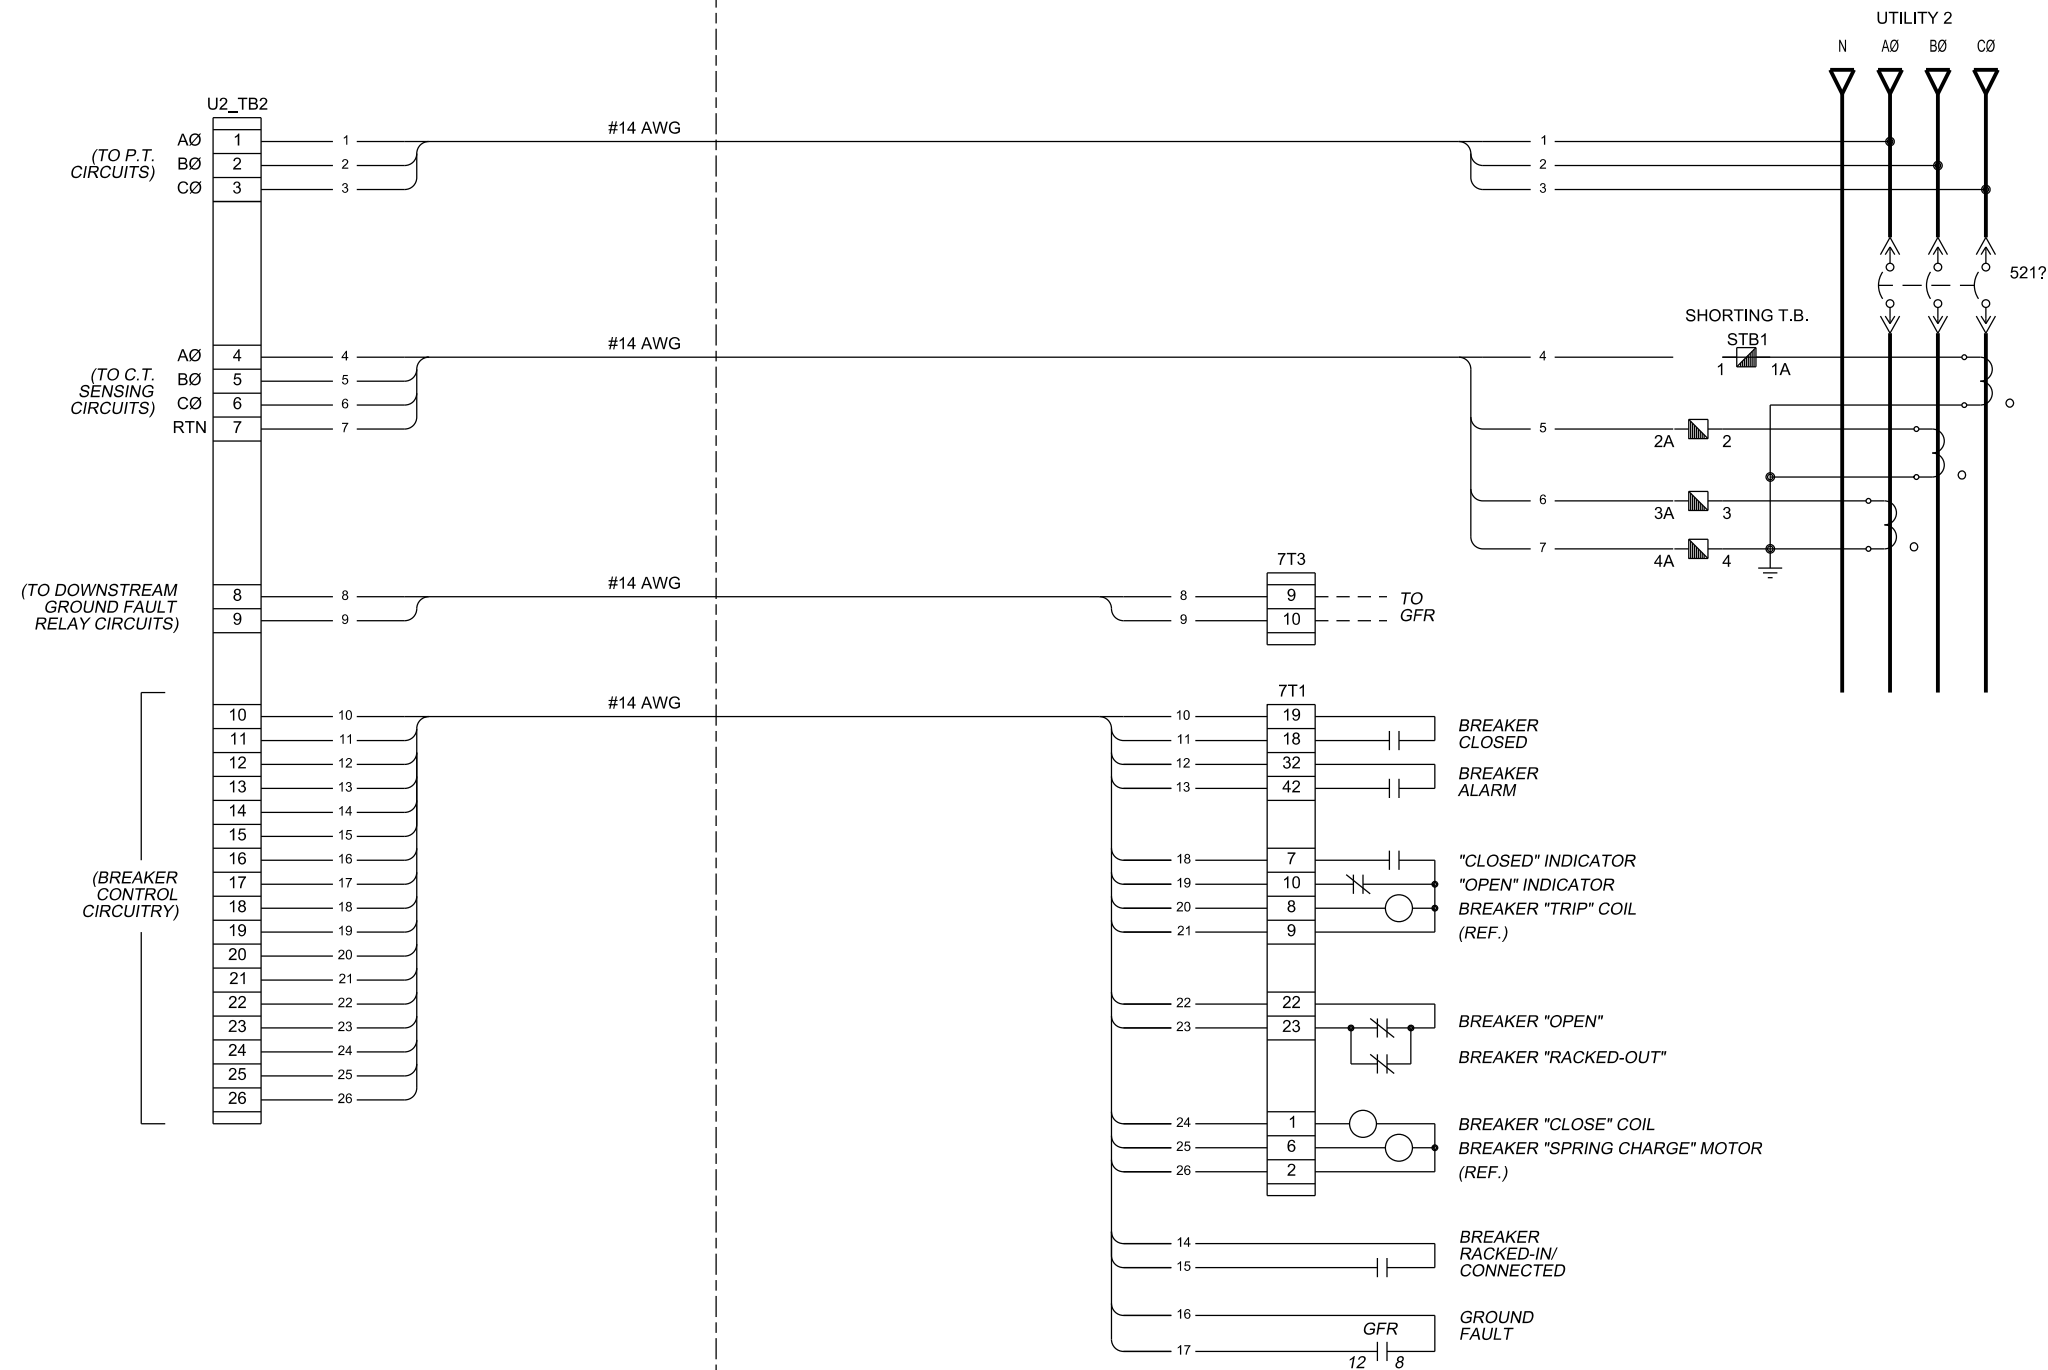 UTILITY 2
N AØ BØ CØ
U2_TB2
#14 AWG
(TO P.T.
CIRCUITS)
AØ 1 1 1
BØ 2 2 2
CØ 3 3 3
521?
SHORTING T.B.
STB1
#14 AWG
(TO C.T.
SENSING
CIRCUITS)
AØ 4 4 4 1 1A
BØ 5 5
CØ 6 6
RTN 7 7
5 2A 2
6 3A 3
7 4A 4
7T3
#14 AWG
(TO DOWNSTREAM
GROUND FAULT
RELAY CIRCUITS)
8 8 8 9
9 9 9 10
TO
GFR
7T1
#14 AWG
(BREAKER
CONTROL
CIRCUITRY)
10 10
11 11
12 12
13 13
14 14
15 15
16 16
17 17
18 18
19 19
20 20
21 21
22 22
23 23
24 24
25 25
26 26
10 19
11 18
BREAKER
CLOSED
12 32
13 42
BREAKER
ALARM
18 7 "CLOSED" INDICATOR
19 10 "OPEN" INDICATOR
20 8 BREAKER "TRIP" COIL
21 9 (REF.)
22 22
23 23
BREAKER "OPEN"
BREAKER "RACKED-OUT"
24 1 BREAKER "CLOSE" COIL
25 6 BREAKER "SPRING CHARGE" MOTOR
26 2 (REF.)
14
15
BREAKER
RACKED-IN/
CONNECTED
16
17
GROUND
FAULT
GFR
12 8